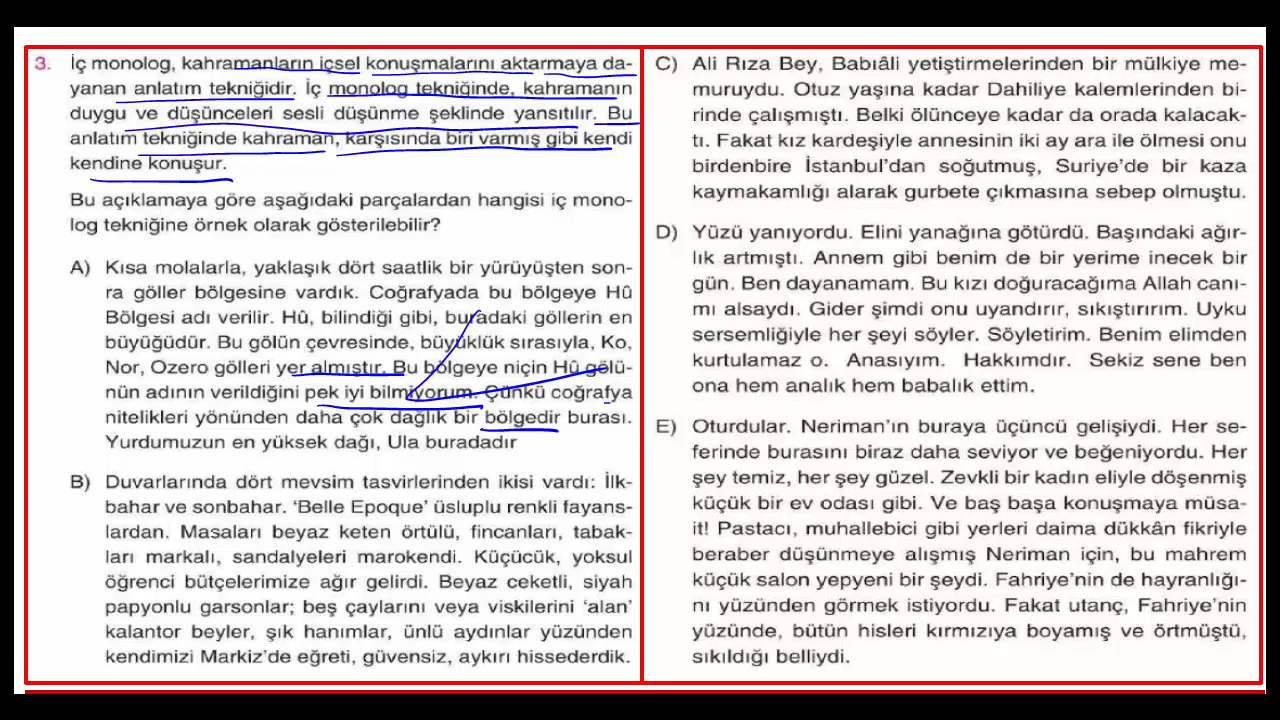 3. İç monolog, kahramanların içsel konuşmalarını aktarmaya da-
yanan anlatım tekniğidir. İç monolog tekniğinde, kahramanın
duygu ve düşünceleri sesli düşünme şeklinde yansıtılır. Bu
anlatım tekniğinde kahraman, karşısında biri varmış gibi kendi
kendine konuşur.
Bu açıklamaya göre aşağıdaki parçalardan hangisi iç mono-
log tekniğine örnek olarak gösterilebilir?
A) Kısa molalarla, yaklaşık dört saatlik bir yürüyüşten son-
ra göller bölgesine vardık. Coğrafyada bu bölgeye Hû
Bölgesi adı verilir. Hû, bilindiği gibi, buradaki göllerin en
büyüğüdür. Bu gölün çevresinde, büyüklük sırasıyla, Ko,
Nor, Ozero gölleri yer almıştır. Bu bölgeye niçin Hû gölü-
nün adının verildiğini pek iyi bilmiyorum. Çünkü coğrafya
nitelikleri yönünden daha çok dağlık bir bölgedir burası.
Yurdumuzun en yüksek dağı, Ula buradadır
B) Duvarlarında dört mevsim tasvirlerinden ikisi vardı: İlk-
bahar ve sonbahar. ‘Belle Epoque’ üsluplu renkli fayans-
lardan. Masaları beyaz keten örtülü, fincanları, tabak-
ları markalı, sandalyeleri marokendi. Küçücük, yoksul
öğrenci bütçelerimize ağır gelirdi. Beyaz ceketli, siyah
papyonlu garsonlar; beş çaylarını veya viskilerini ‘alan’
kalantor beyler, şık hanımlar, ünlü aydınlar yüzünden
kendimizi Markiz’de eğreti, güvensiz, aykırı hissederdik.
C) Ali Rıza Bey, Babıâli yetiştirmelerinden bir mülkiye me-
muruydu. Otuz yaşına kadar Dahiliye kalemlerinden bi-
rinde çalışmıştı. Belki ölünceye kadar da orada kalacak-
tı. Fakat kız kardeşiyle annesinin iki ay ara ile ölmesi onu
birdenbire İstanbul’dan soğutmuş, Suriye’de bir kaza
kaymakamlığı alarak gurbete çıkmasına sebep olmuştu.
D) Yüzü yanıyordu. Elini yanağına götürdü. Başındaki ağır-
lık artmıştı. Annem gibi benim de bir yerime inecek bir
gün. Ben dayanamam. Bu kızı doğuracağıma Allah canı-
mı alsaydı. Gider şimdi onu uyandırır, sıkıştırırım. Uyku
sersemliğiyle her şeyi söyler. Söyletirim. Benim elimden
kurtulamaz o. Anasıyım. Hakkımdır. Sekiz sene ben
ona hem analık hem babalık ettim.
E) Oturdular. Neriman’ın buraya üçüncü gelişiydi. Her se-
ferinde burasını biraz daha seviyor ve beğeniyordu. Her
şey temiz, her şey güzel. Zevkli bir kadın eliyle döşenmiş
küçük bir ev odası gibi. Ve baş başa konuşmaya müsa-
it! Pastacı, muhallebici gibi yerleri daima dükkân fikriyle
beraber düşünmeye alışmış Neriman için, bu mahrem
küçük salon yepyeni bir şeydi. Fahriye’nin de hayranlığı-
nı yüzünden görmek istiyordu. Fakat utanç, Fahriye’nin
yüzünde, bütün hisleri kırmızıya boyamış ve örtmüştü,
sıkıldığı belliydi.